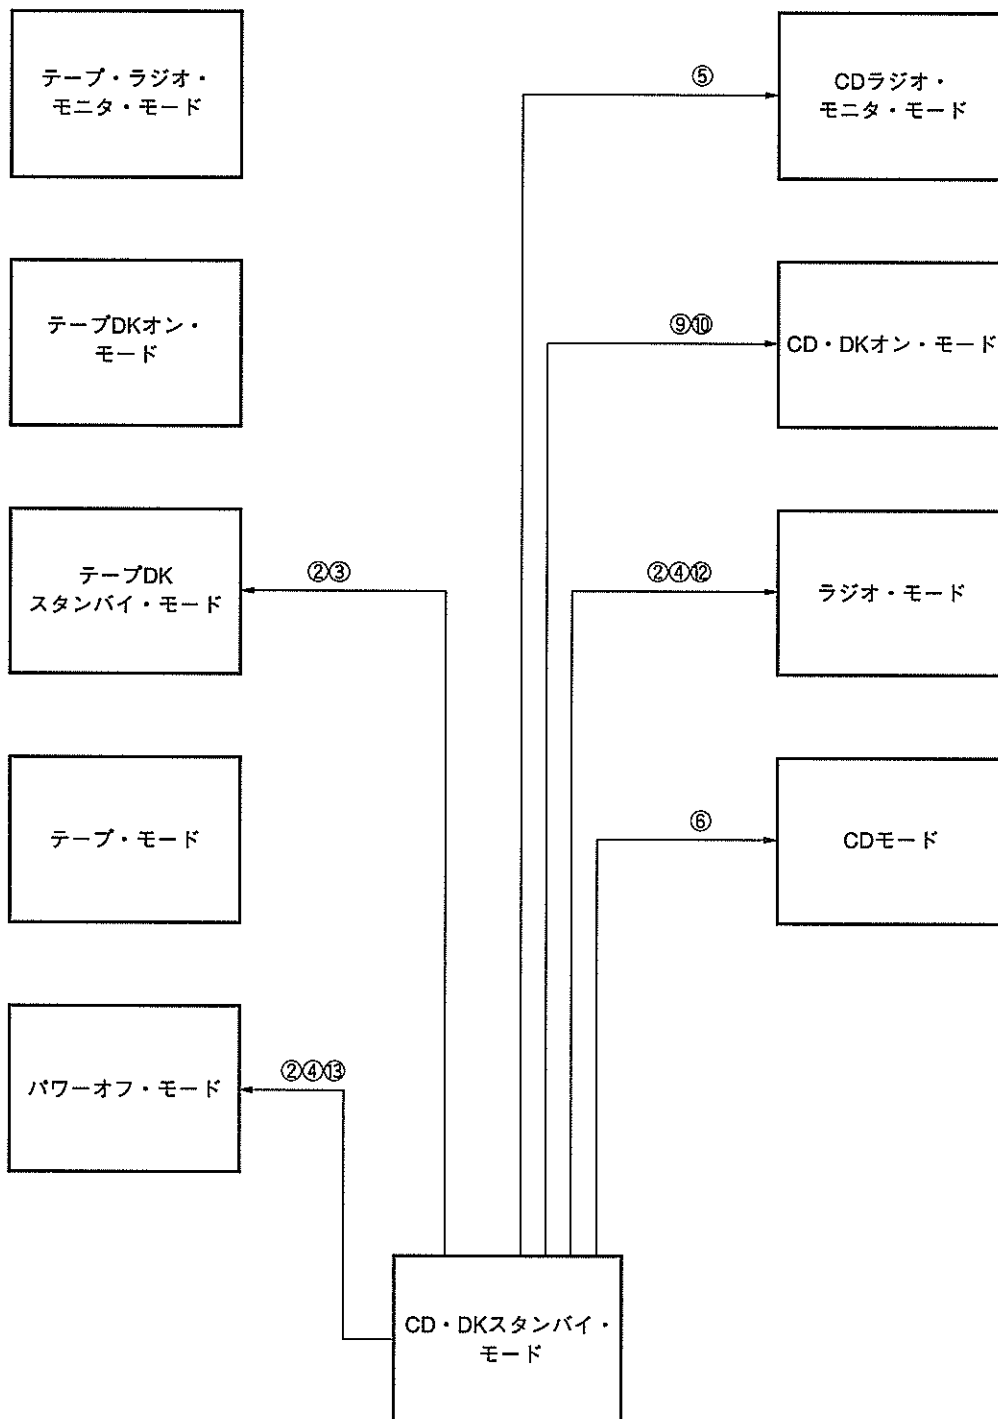 テープ・ラジオ・
モニタ・モード
⑤
CDラジオ・
モニタ・モード
テープDKオン・
モード
⑨⑩
CD・DKオン・モード
テープDK
スタンバイ・モード
②③
②④⑫
ラジオ・モード
テープ・モード
⑥
CDモード
パワーオフ・モード
②④⑬
CD・DKスタンバイ・
モード